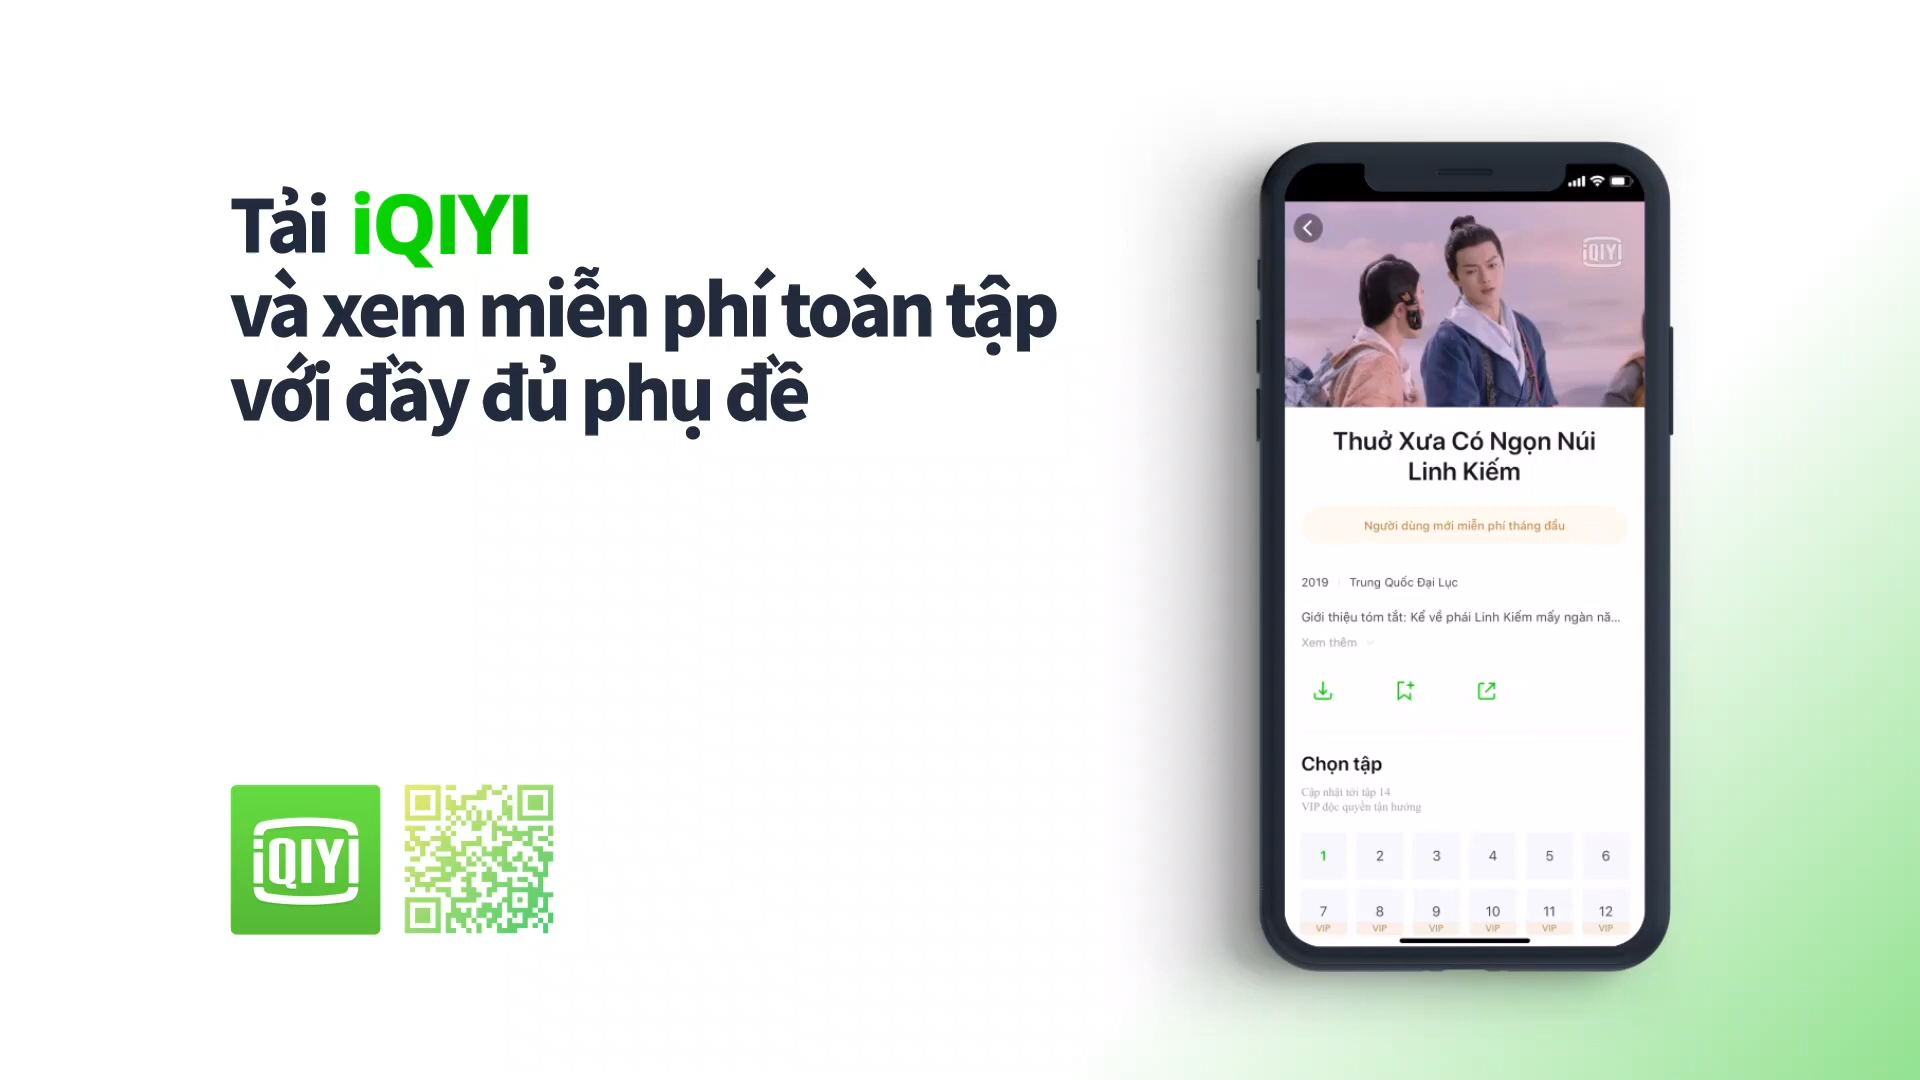 Tải iQIYI
và xem miễn phí toàn tập
với đầy đủ phụ đề
iQIYI
iQIYI
Thuở Xưa Có Ngọn Núi
Linh Kiếm
Người dùng mới miễn phí tháng đầu
2019 Trung Quốc Đại Lục
Giới thiệu tóm tắt: Kể về phái Linh Kiếm mấy ngàn nă...
Xem thêm
Chọn tập
Cập nhật tới tập 14
VIP độc quyền tận hưởng
1 2 3 4 5 6
7 8 9 10 11 12
VIP VIP VIP VIP VIP VIP